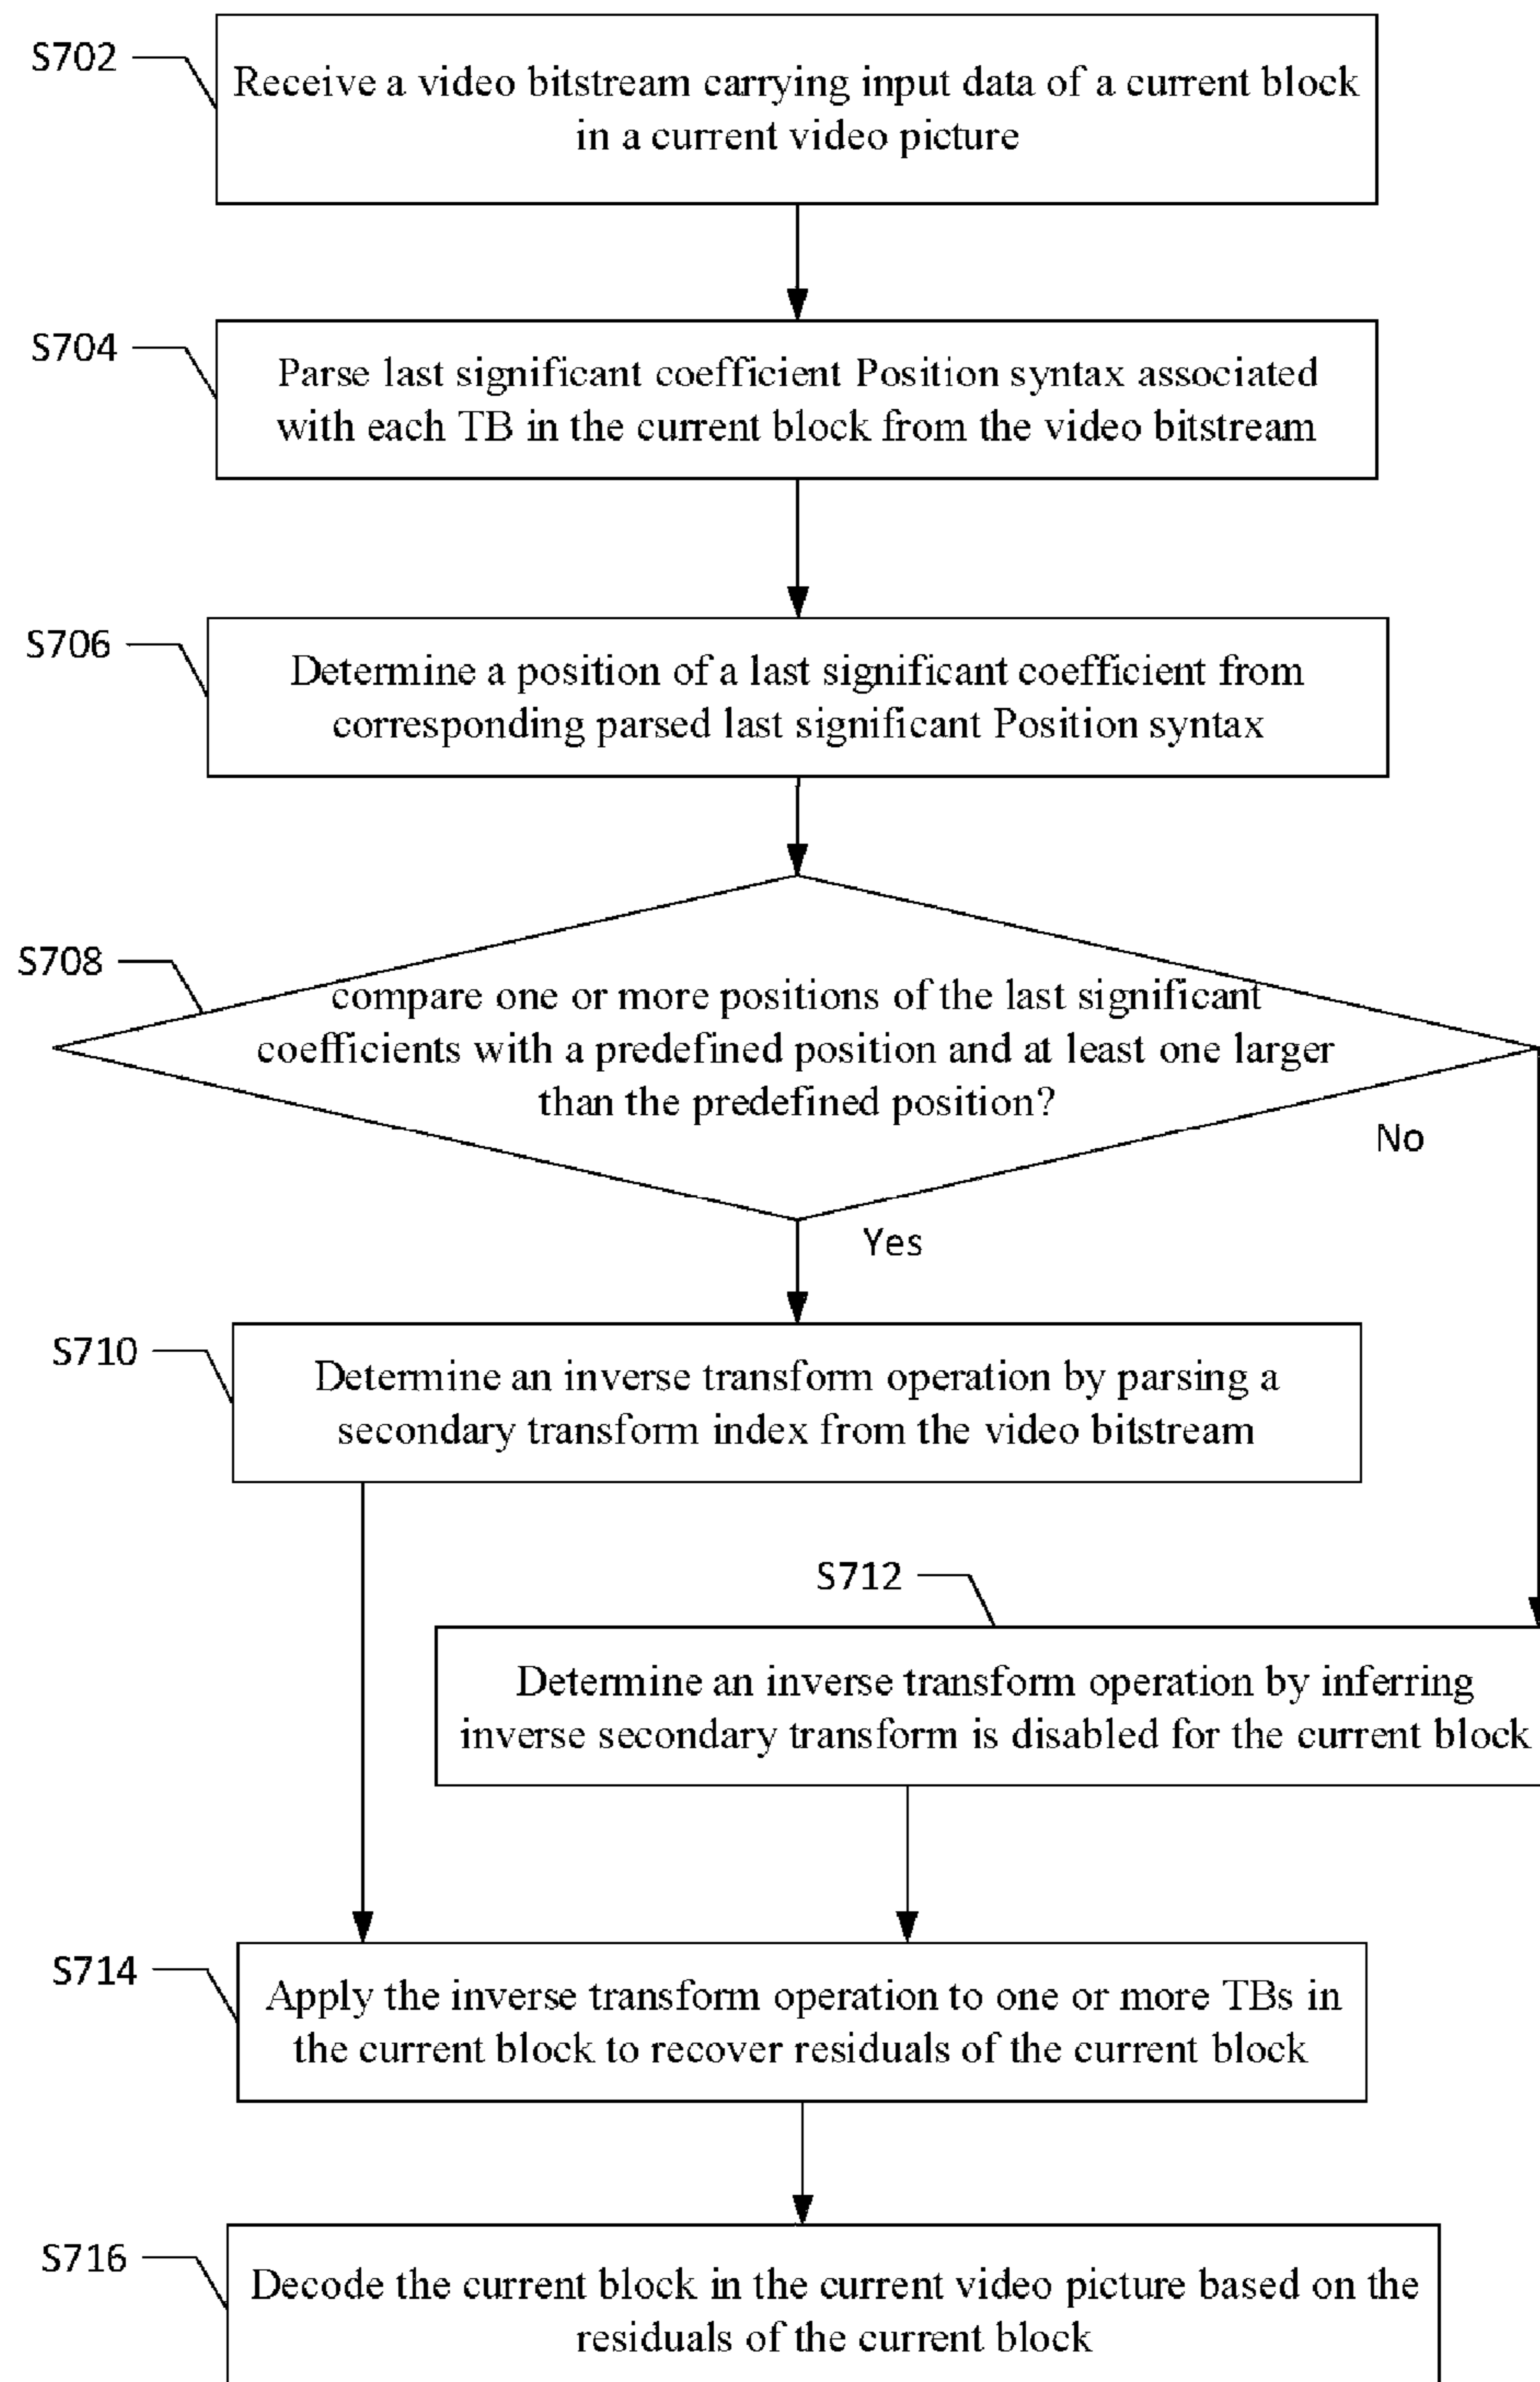 S702
Receive a video bitstream carrying input data of a current block
in a current video picture
S704
Parse last significant coefficient Position syntax associated
with each TB in the current block from the video bitstream
S706
Determine a position of a last significant coefficient from
corresponding parsed last significant Position syntax
S708
compare one or more positions of the last significant
coefficients with a predefined position and at least one larger
than the predefined position?
No
Yes
S710
Determine an inverse transform operation by parsing a
secondary transform index from the video bitstream
S712
Determine an inverse transform operation by inferring
inverse secondary transform is disabled for the current block
S714
Apply the inverse transform operation to one or more TBs in
the current block to recover residuals of the current block
S716
Decode the current block in the current video picture based on the
residuals of the current block